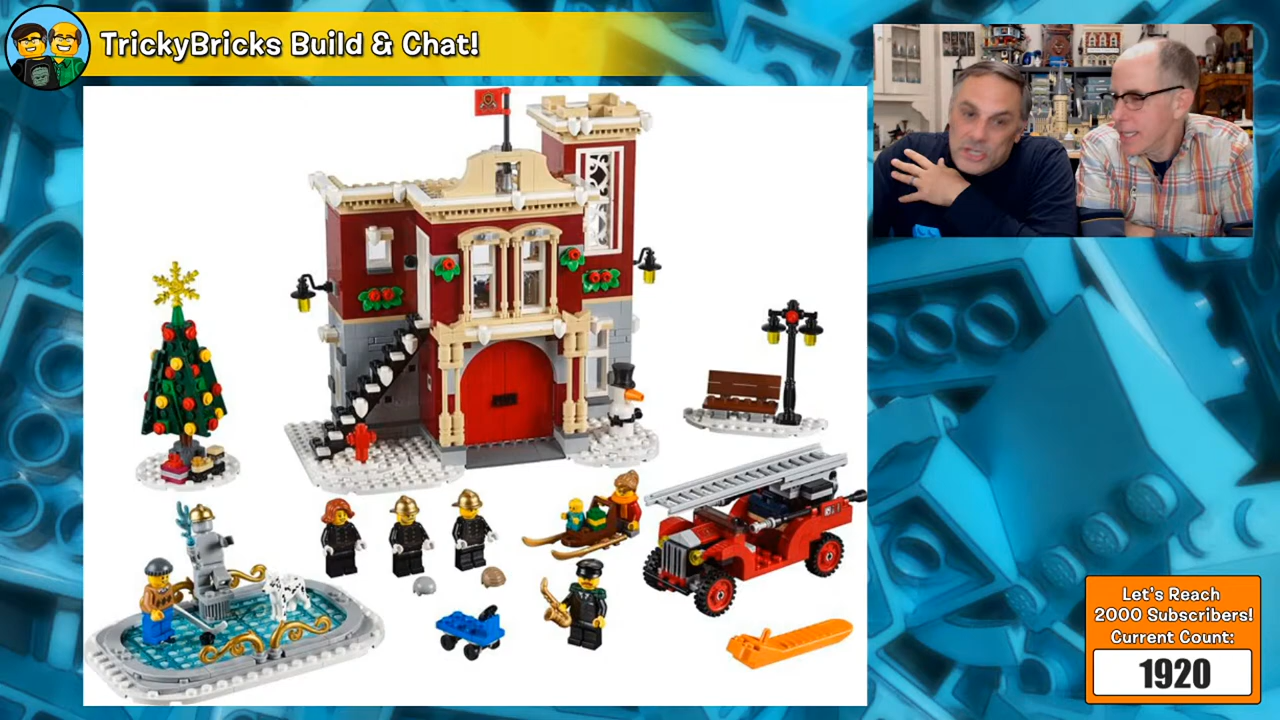 TrickyBricks Build & Chat!
Let's Reach
2000 Subscribers!
Current Count:
1920